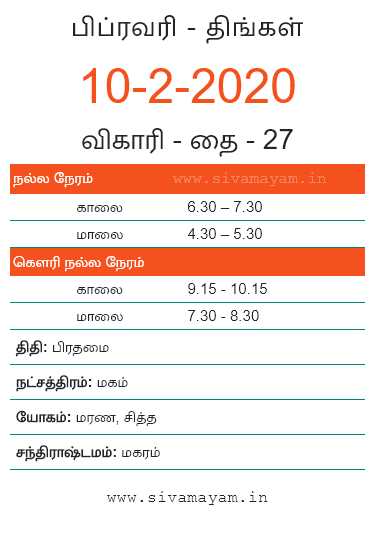 பிப்ரவரி - திங்கள்
10-2-2020
விகாரி - தை - 27
நல்ல நேரம் www.sivamayam.in
காலை 6.30 – 7.30
மாலை 4.30 – 5.30
கௌரி நல்ல நேரம்
காலை 9.15 - 10.15
மாலை 7.30 - 8.30
திதி: பிரதமை
நட்சத்திரம்: மகம்
யோகம்: மரண, சித்த
சந்திராஷ்டமம்: மகரம்
www.sivamayam.in